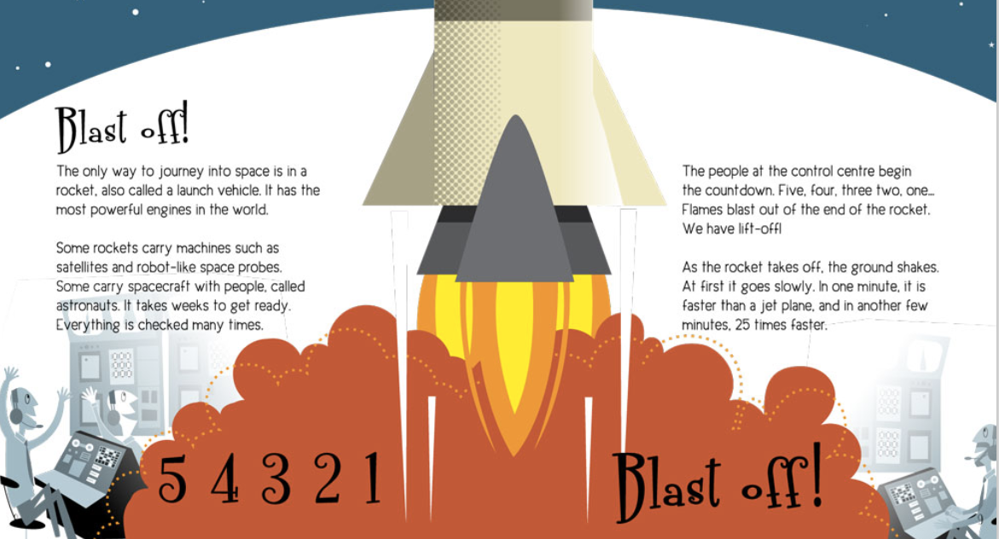 Blast off!
The only way to journey into space is in a
rocket, also called a launch vehicle. It has the
most powerful engines in the world.
Some rockets carry machines such as
satellites and robot-like space probes.
Some carry spacecraft with people, called
astronauts. It takes weeks to get ready.
Everything is checked many times.
The people at the control centre begin
the countdown. Five, four, three two, one...
Flames blast out of the end of the rocket.
We have lift-off!
As the rocket takes off, the ground shakes.
At first it goes slowly. In one minute, it is
faster than a jet plane, and in another few
minutes, 25 times faster.
5 4 3 2 1 Blast off!